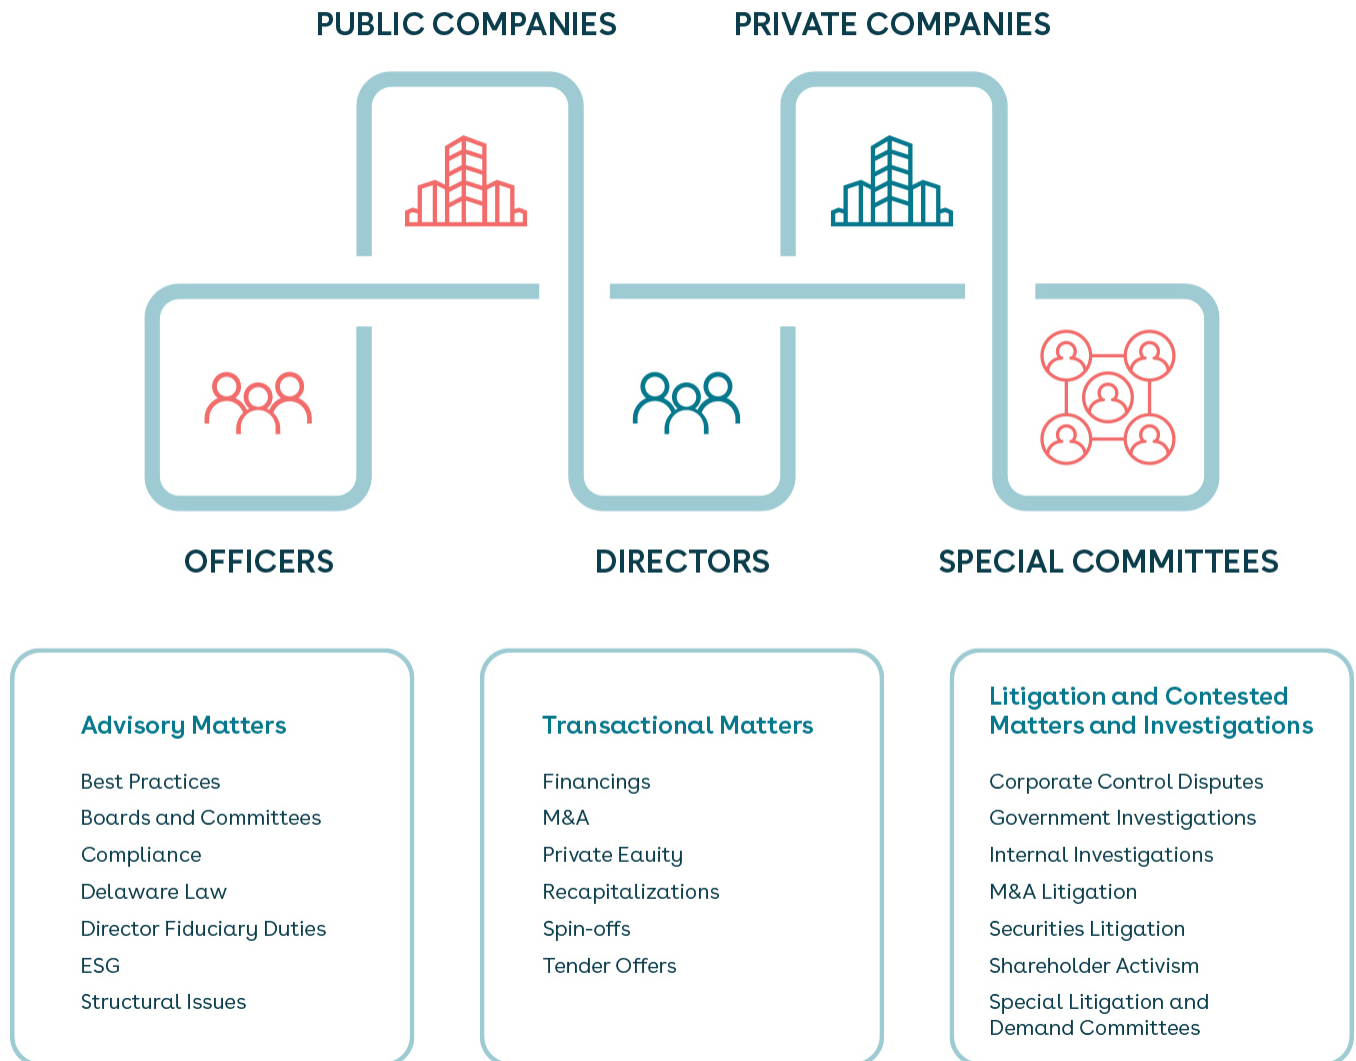 PUBLIC COMPANIES
PRIVATE COMPANIES
OFFICERS
DIRECTORS
SPECIAL COMMITTEES
Advisory Matters
Best Practices
Boards and Committees
Compliance
Delaware Law
Director Fiduciary Duties
ESG
Structural Issues
Transactional Matters
Financings
M&A
Private Eauity
Recapitalizations
Spin-offs
Tender Offers
Litigation and Contested
Matters and Investigations
Corporate Control Disputes
Government Investigations
Internal Investigations
M&A Litigation
Securities Litigation
Shareholder Activism
Special Litigation and
Demand Committees